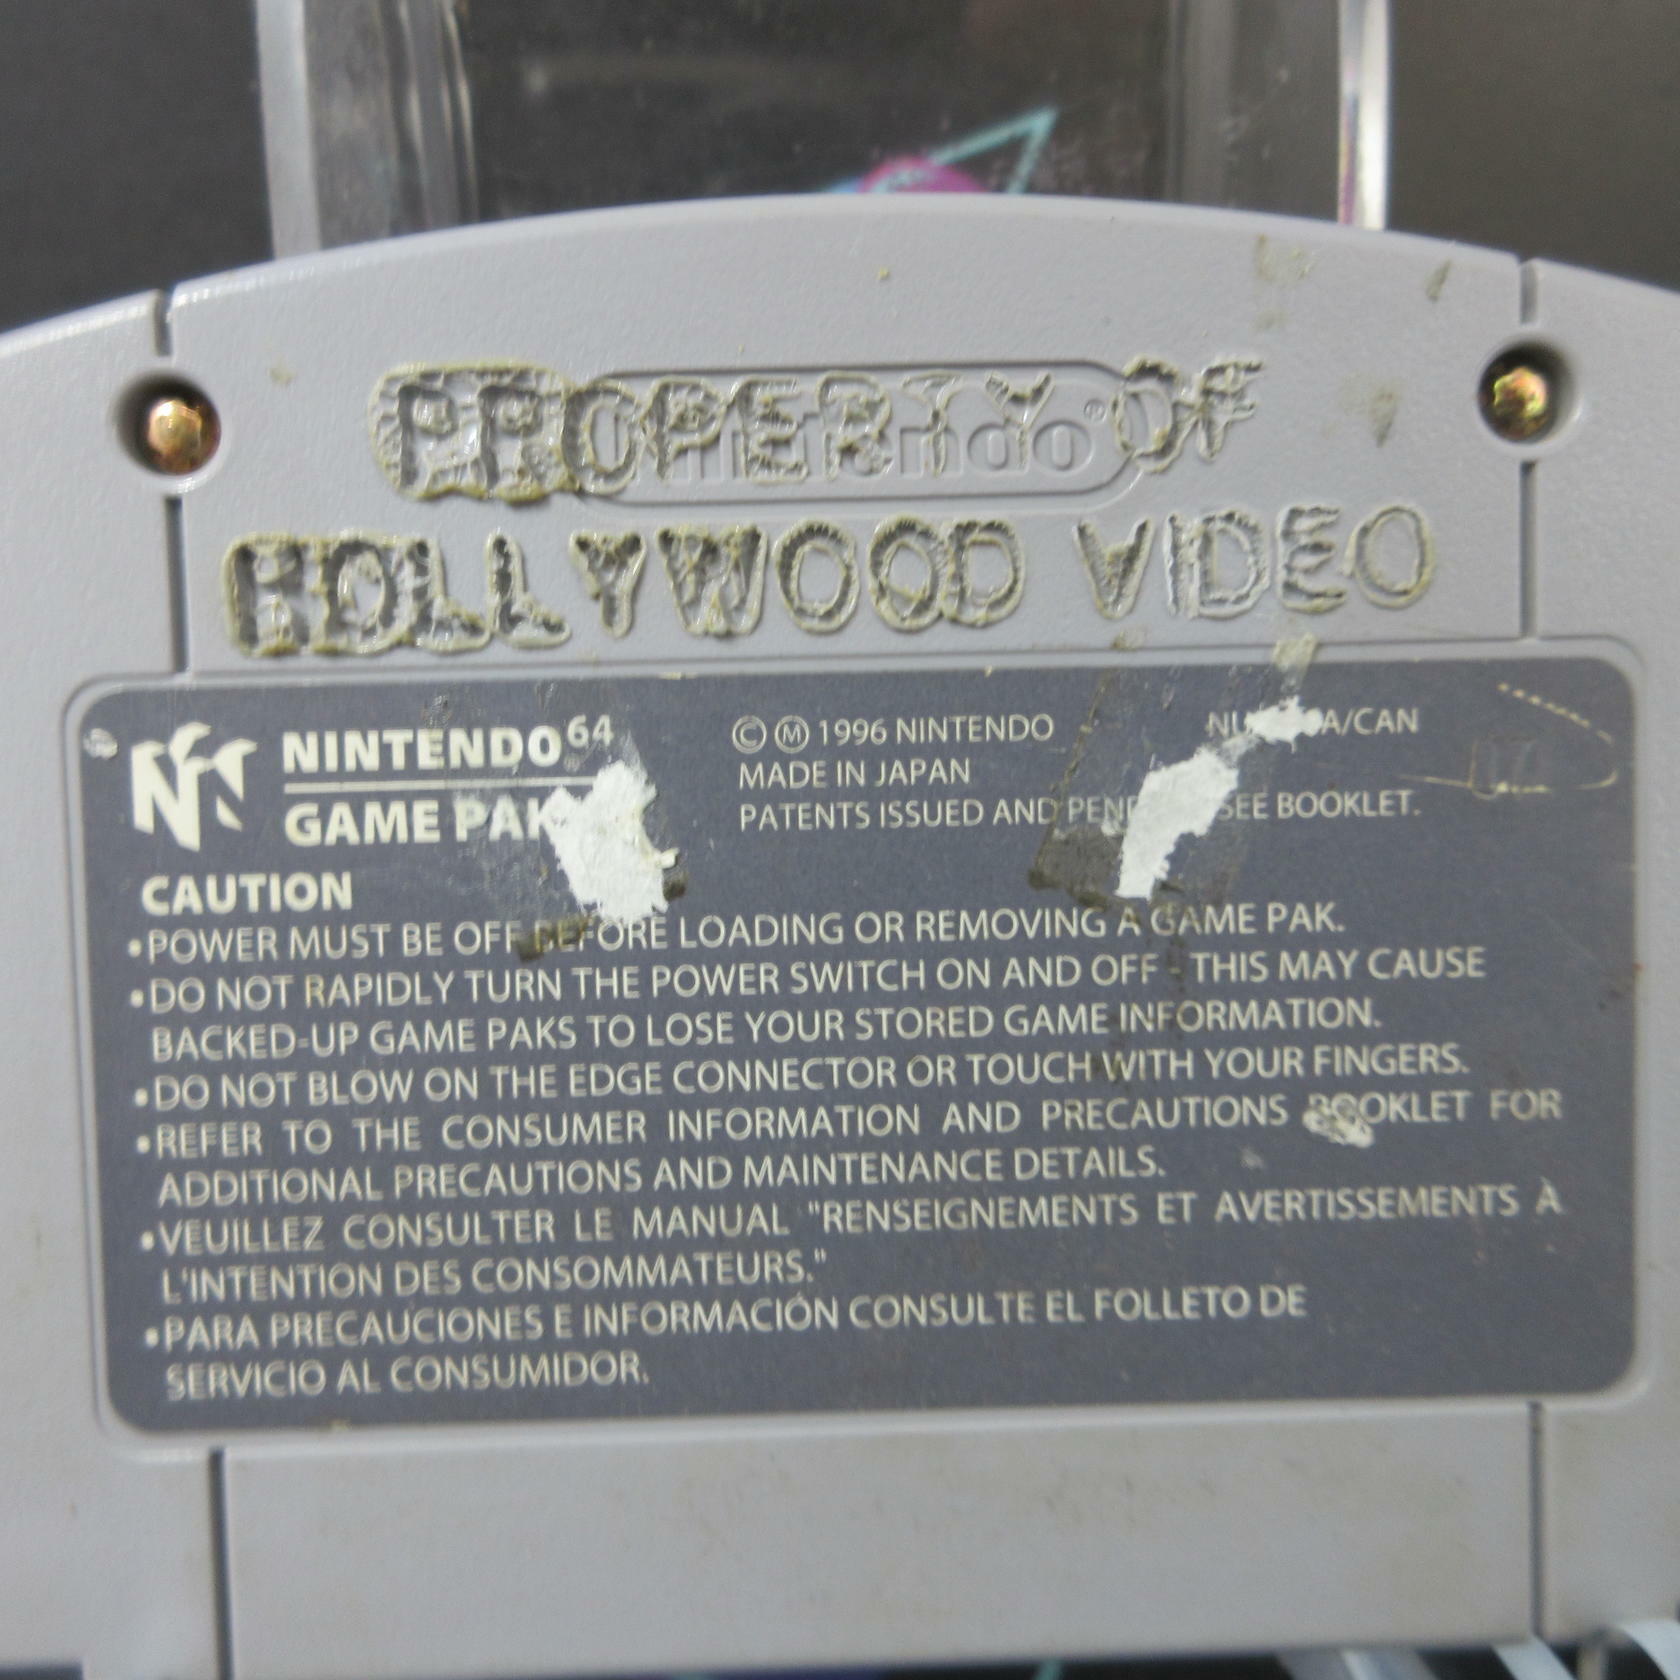 PROPERTY OF
Nintendo®
HOLLYWOOD VIDEO
NINTENDO64
GAME PAK
© Ⓜ 1996 NINTENDO
MADE IN JAPAN
PATENTS ISSUED AND SEE BOOKLET.
A/CAN
17
CAUTION
•POWER MUST BE OFF BEFORE LOADING OR REMOVING A GAME PAK.
•DO NOT RAPIDLY TURN THE POWER SWITCH ON AND OFF - THIS MAY CAUSE
BACKED-UP GAME PAKS TO LOSE YOUR STORED GAME INFORMATION.
•DO NOT BLOW ON THE EDGE CONNECTOR OR TOUCH WITH YOUR FINGERS.
•REFER TO THE CONSUMER INFORMATION AND PRECAUTIONS BOOKLET FOR
ADDITIONAL PRECAUTIONS AND MAINTENANCE DETAILS.
•VEUILLEZ CONSULTER LE MANUAL "RENSEIGNEMENTS ET AVERTISSEMENTS À
L'INTENTION DES CONSOMMATEURS."
•PARA PRECAUCIONES E INFORMACIÓN CONSULTE EL FOLLETO DE
SERVICIO AL CONSUMIDOR.